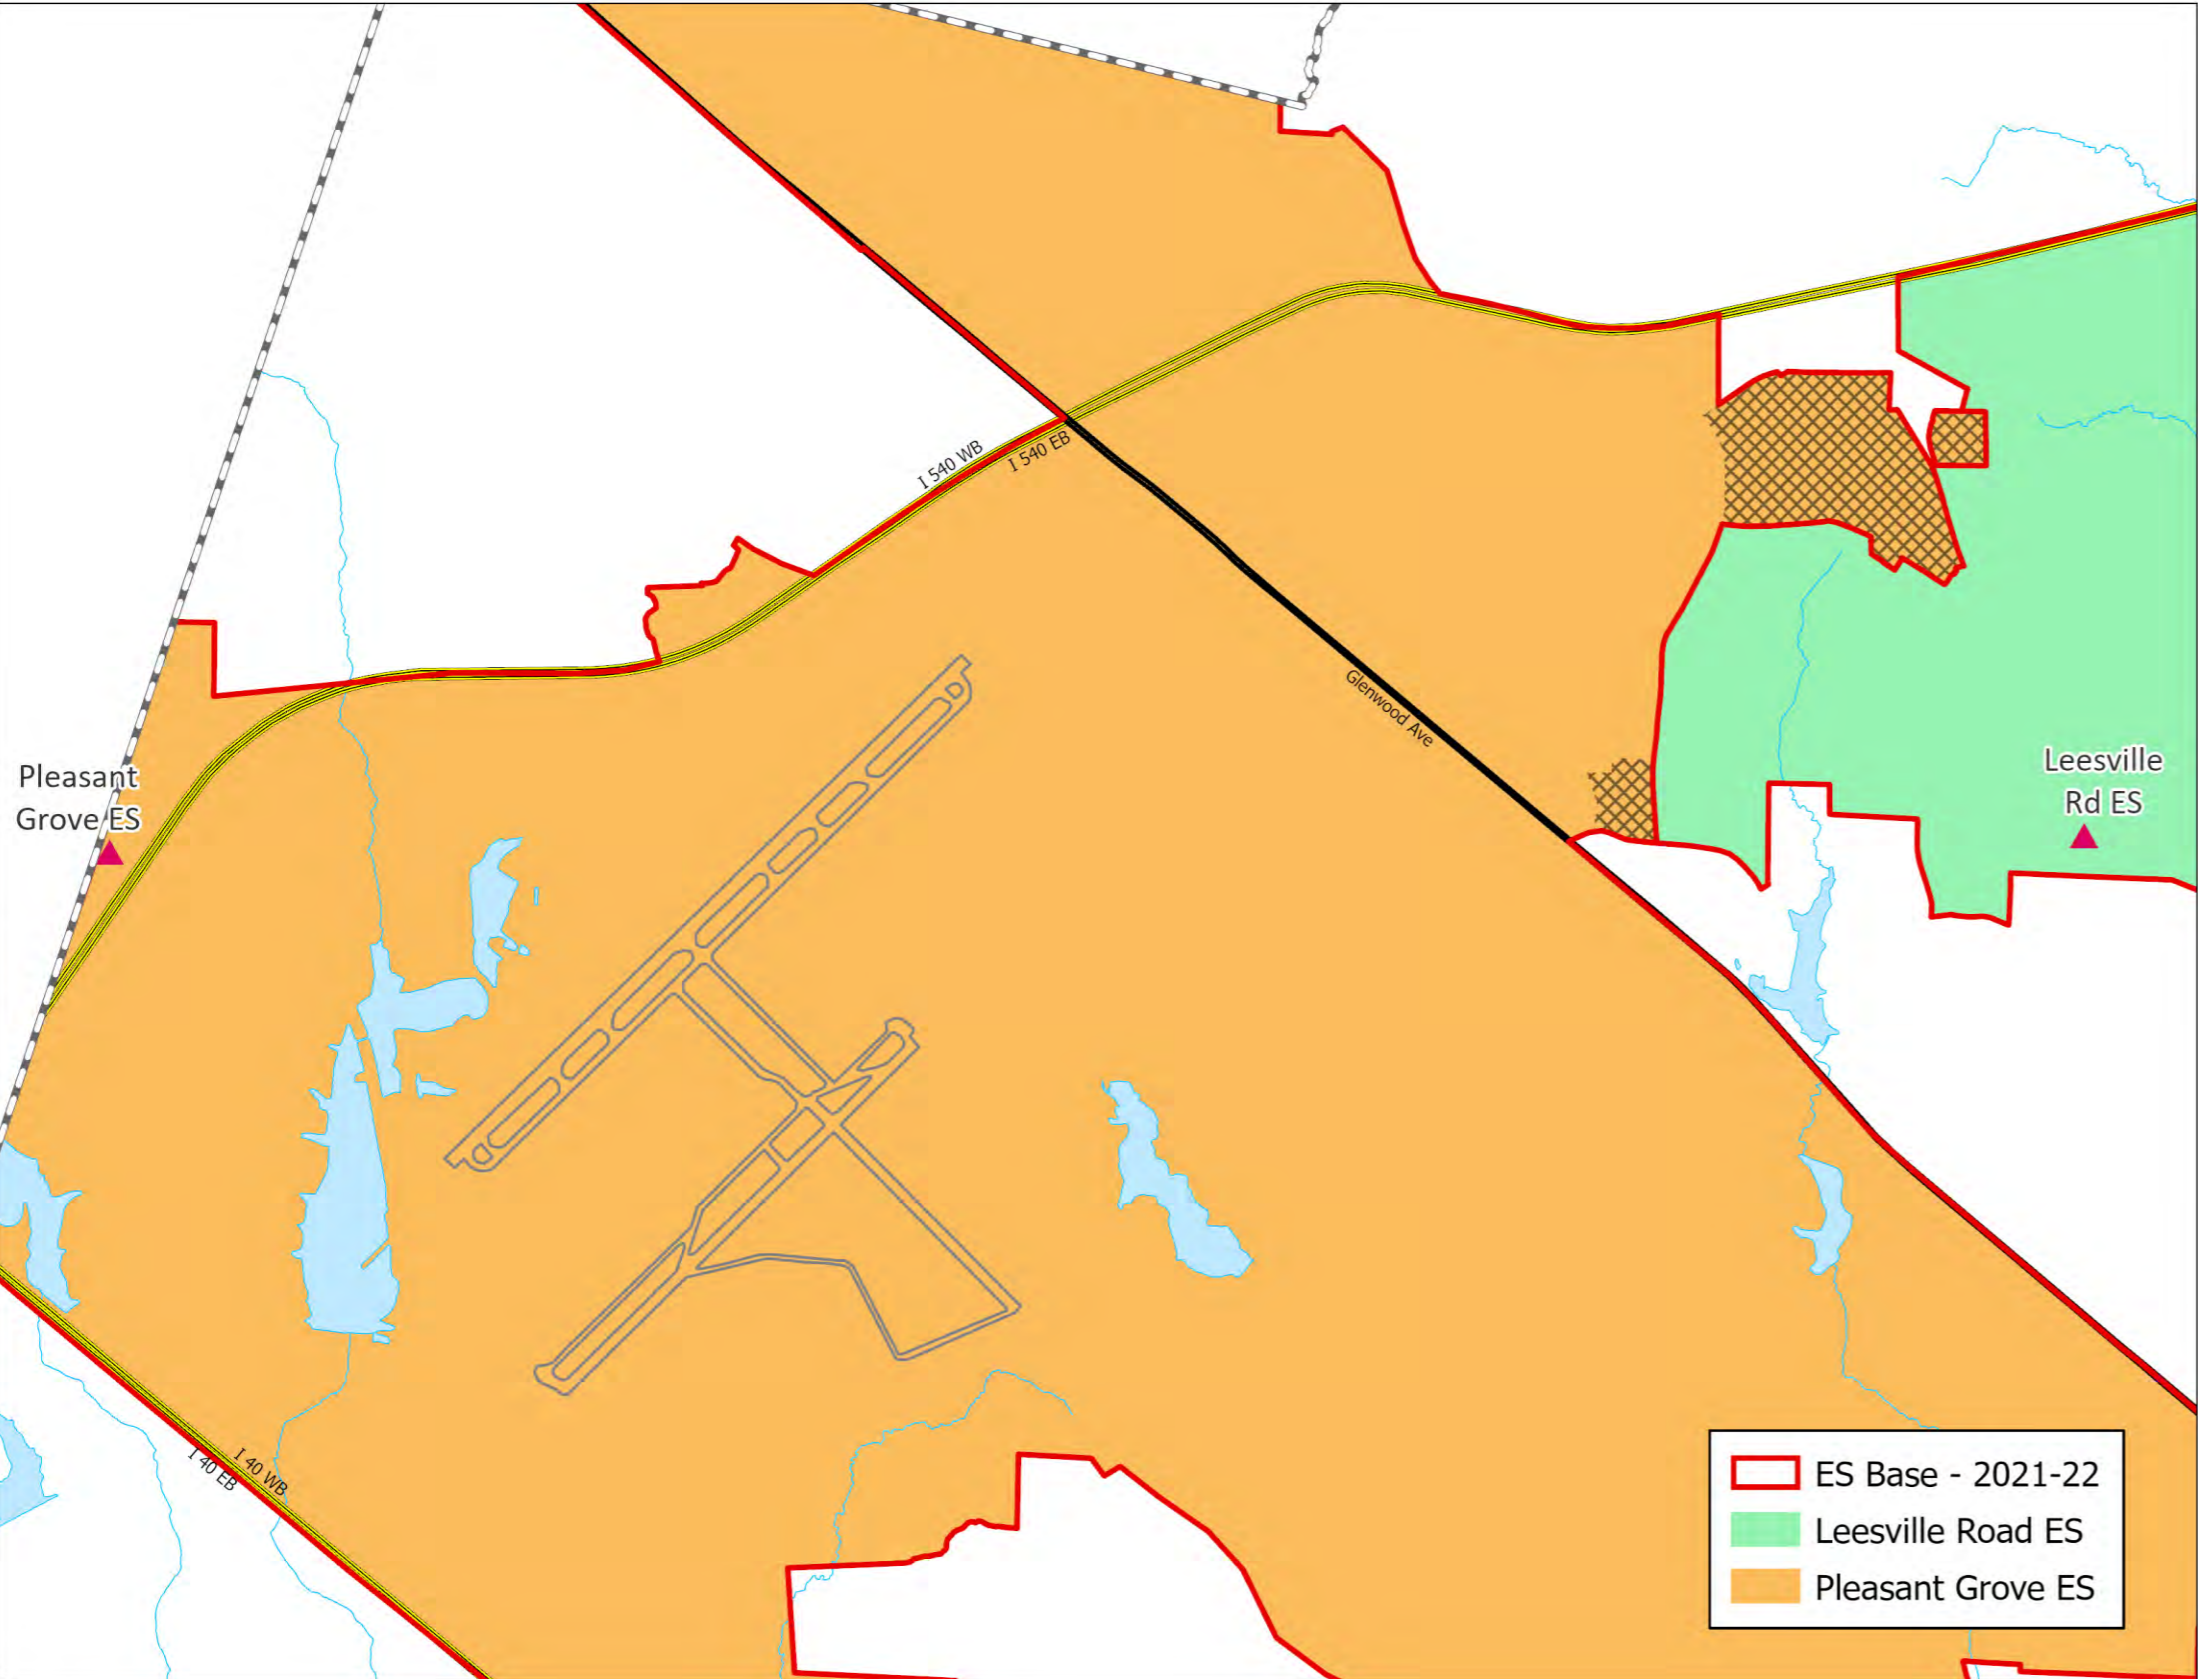 I 540 WB
I 540 EB
Glenwood Ave
Pleasant
Grove ES
Leesville
Rd ES
I 40 WB
I 40 EB
ES Base - 2021-22
Leesville Road ES
Pleasant Grove ES